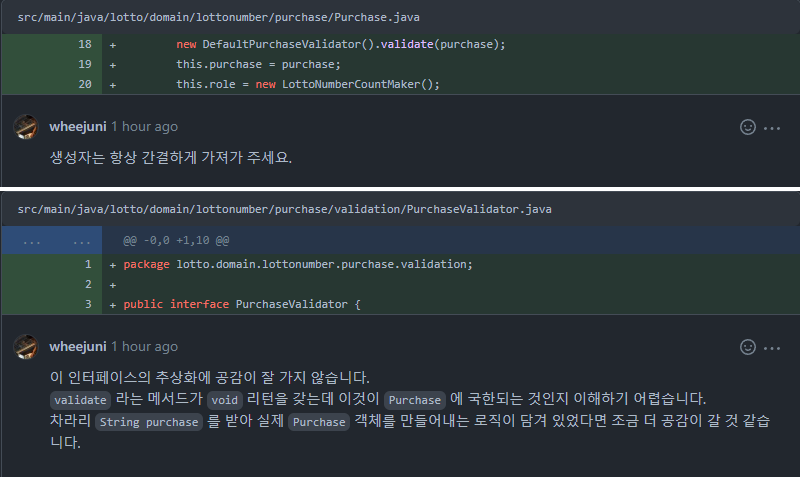 src/main/java/lotto/domain/lottonumber/purchase/Purchase.java
18 + new DefaultPurchaseValidator().validate(purchase);
19 + this.purchase = purchase;
20 + this.role = new LottoNumberCountMaker();
wheejuni 1 hour ago
생성자는 항상 간결하게 가져가 주세요.
src/main/java/lotto/domain/lottonumber/purchase/validation/PurchaseValidator.java
... ... @@ -0,0 +1,10 @@
1 + package lotto.domain.lottonumber.purchase.validation;
2 +
3 + public interface PurchaseValidator {
wheejuni 1 hour ago
이 인터페이스의 추상화에 공감이 잘 가지 않습니다.
validate 라는 메서드가 void 리턴을 갖는데 이것이 Purchase 에 국한되는 것인지 이해하기 어렵습니다.
차라리 String purchase 를 받아 실제 Purchase 객체를 만들어내는 로직이 담겨 있었다면 조금 더 공감이 갈 것 같습
니다.